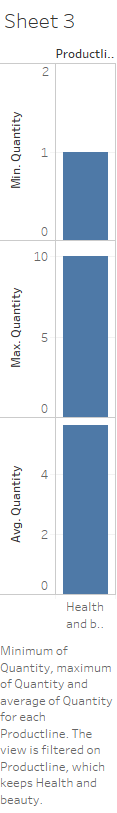 Sheet 3
Productli..
Min. Quantity
2
1
0
Max. Quantity
10
5
0
Avg. Quantity
4
2
0
Health
and b..
Minimum of
Quantity, maximum
of Quantity and
average of Quantity
for each
Productline. The
view is filtered on
Productline, which
keeps Health and
beauty.